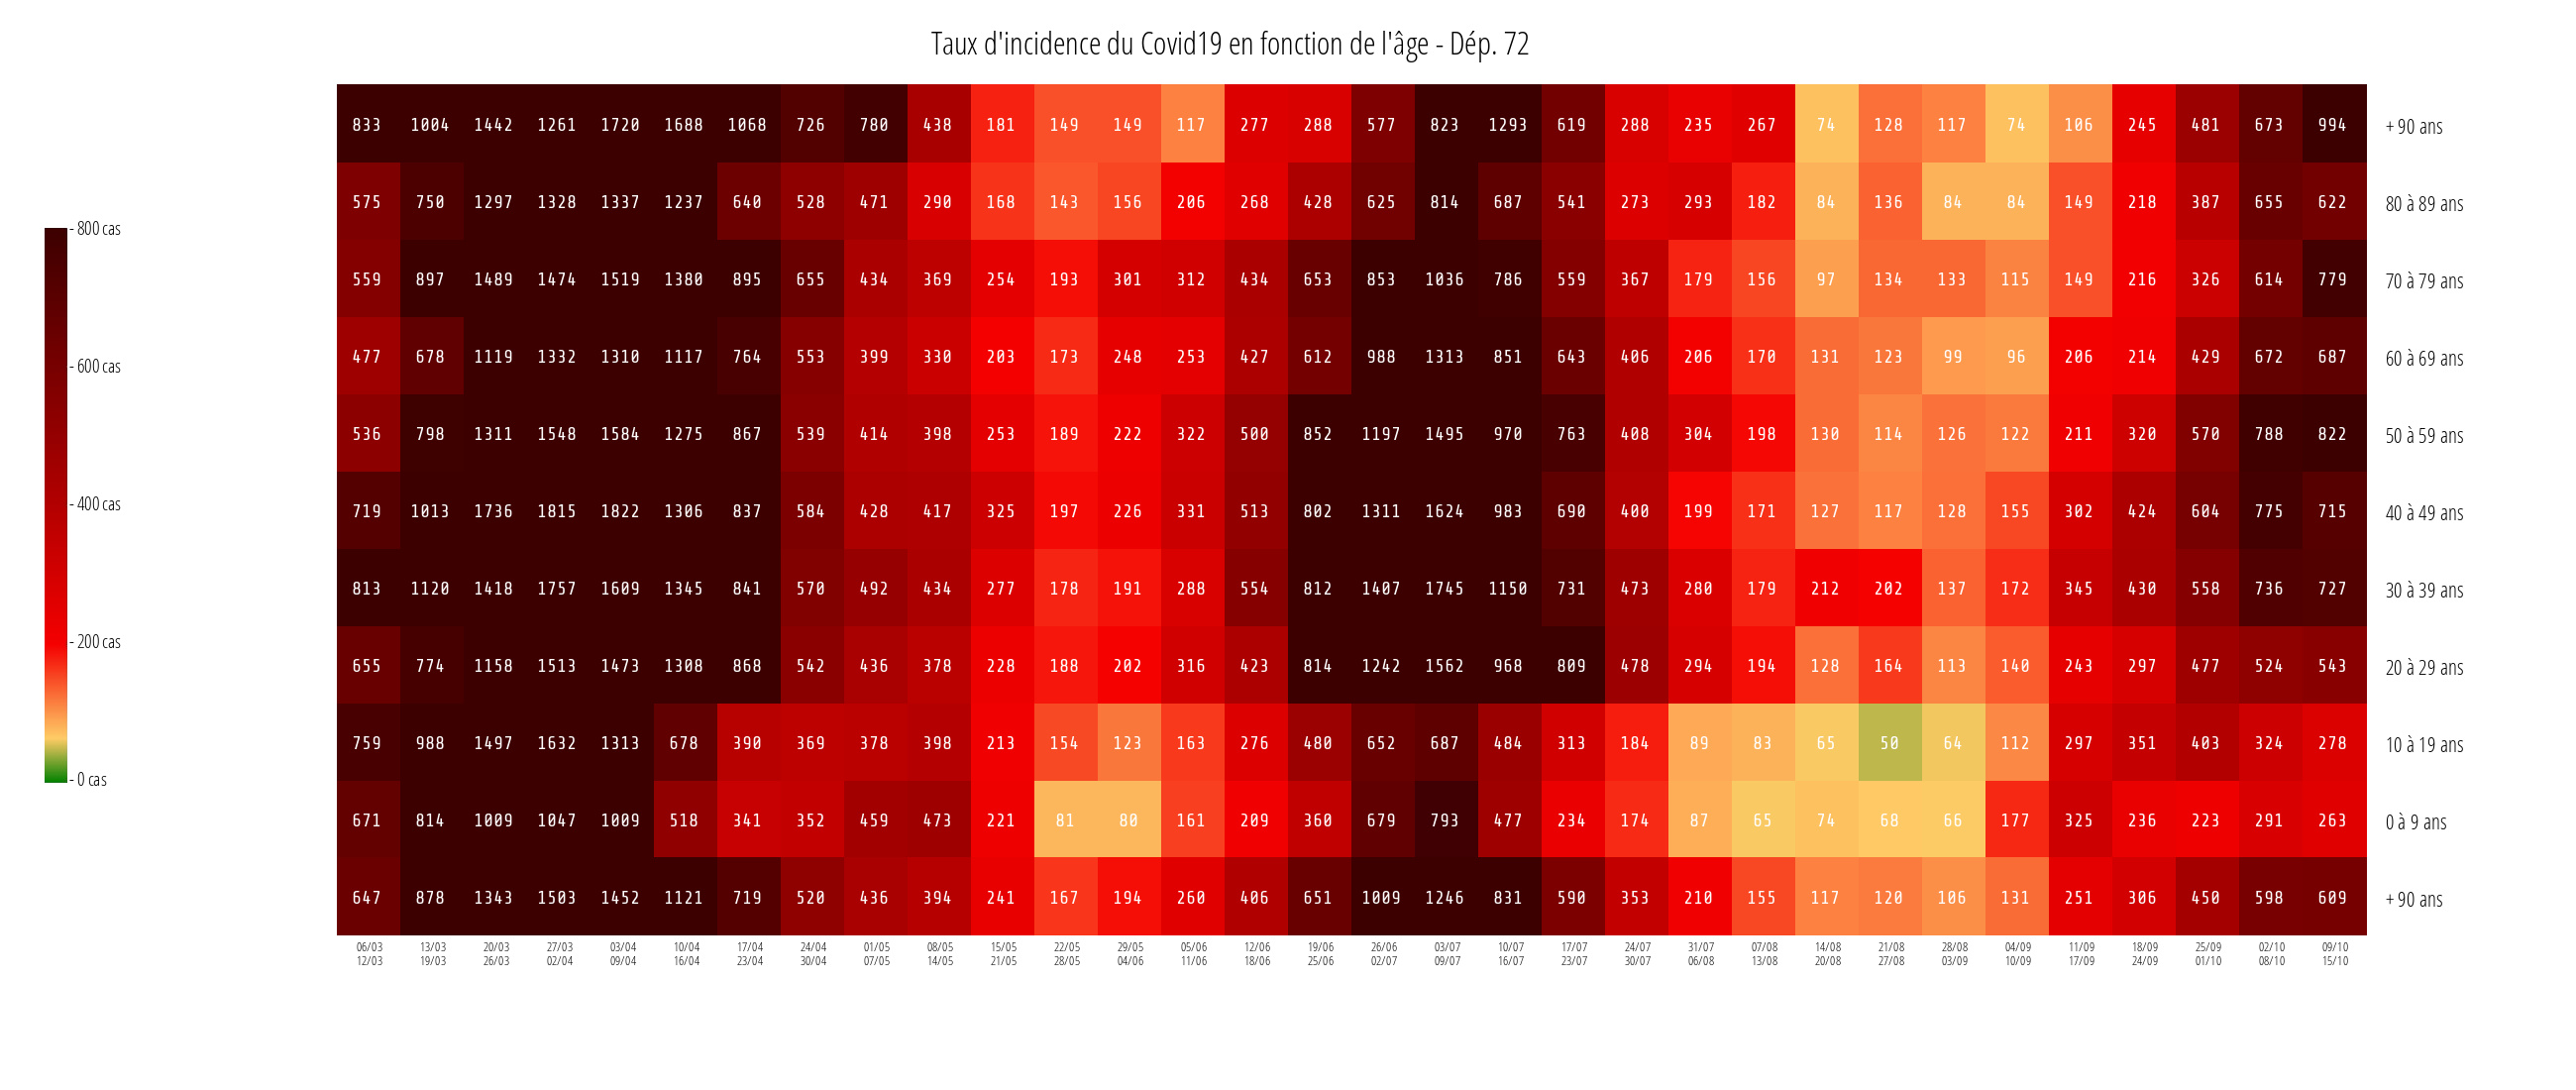 Taux d'incidence du Covid19 en fonction de l'âge - Dép. 72
833 1004 1442 1261 1720 1688 1068 726 780 438 181 149 149 117 277 288 577 823 1293 619 288 235 267 74 128 117 74 106 245 481 673 994 + 90 ans
575 750 1297 1328 1337 1237 640 528 471 290 168 143 156 206 268 428 625 814 687 541 273 293 182 84 136 84 84 149 218 387 655 622 80 à 89 ans
- 800 cas
559 897 1489 1474 1519 1380 895 655 434 369 254 193 301 312 434 653 853 1036 786 559 367 179 156 97 134 133 115 149 216 326 614 779 70 à 79 ans
477 678 1119 1332 1310 1117 764 553 399 330 203 173 248 253 427 612 988 1313 851 643 406 206 170 131 123 99 96 206 214 429 672 687 60 à 69 ans
- 600 cas
536 798 1311 1548 1584 1275 867 539 414 398 253 189 222 322 500 852 1197 1495 970 763 408 304 198 130 114 126 122 211 320 570 788 822 50 à 59 ans
- 400 cas
719 1013 1736 1815 1822 1306 837 584 428 417 325 197 226 331 513 802 1311 1624 983 690 400 199 171 127 117 128 155 302 424 604 775 715 40 à 49 ans
813 1120 1418 1757 1609 1345 841 570 492 434 277 178 191 288 554 812 1407 1745 1150 731 473 280 179 212 202 137 172 345 430 558 736 727 30 à 39 ans
- 200 cas
655 774 1158 1513 1473 1308 868 542 436 378 228 188 202 316 423 814 1242 1562 968 809 478 294 194 128 164 113 140 243 297 477 524 543 20 à 29 ans
759 988 1497 1632 1313 678 390 369 378 398 213 154 123 163 276 480 652 687 484 313 184 89 83 65 50 64 112 297 351 403 324 278 10 à 19 ans
- 0 cas
671 814 1009 1047 1009 518 341 352 459 473 221 81 80 161 209 360 679 793 477 234 174 87 65 74 68 66 177 325 236 223 291 263 0 à 9 ans
647 878 1343 1503 1452 1121 719 520 436 394 241 167 194 260 406 651 1009 1246 831 590 353 210 155 117 120 106 131 251 306 450 598 609 + 90 ans
06/03 13/03 20/03 27/03 03/04 10/04 17/04 24/04 01/05 08/05 15/05 22/05 29/05 05/06 12/06 19/06 26/06 03/07 10/07 17/07 24/07 31/07 07/08 14/08 21/08 28/08 04/09 11/09 18/09 25/09 02/10 09/10
12/03 19/03 26/03 02/04 09/04 16/04 23/04 30/04 07/05 14/05 21/05 28/05 04/06 11/06 18/06 25/06 02/07 09/07 16/07 23/07 30/07 06/08 13/08 20/08 27/08 03/09 10/09 17/09 24/09 01/10 08/10 15/10